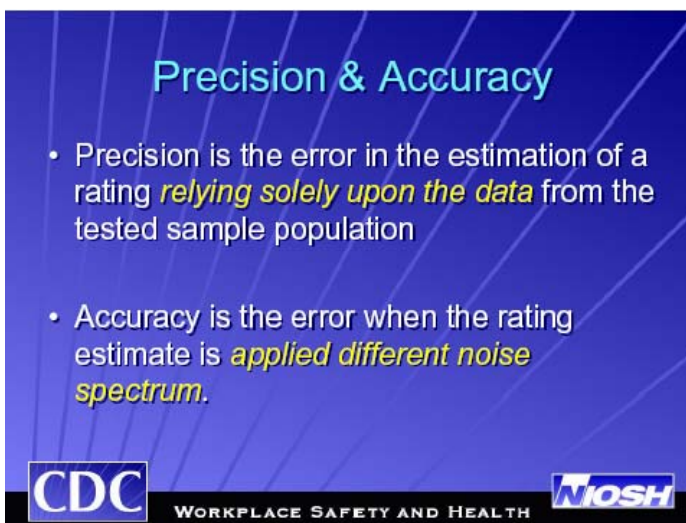 Precision & Accuracy
• Precision is the error in the estimation of a
rating relying solely upon the data from the
tested sample population
• Accuracy is the error when the rating
estimate is applied different noise
spectrum.
CDC
WORKPLACE SAFETY AND HEALTH
NIOSH